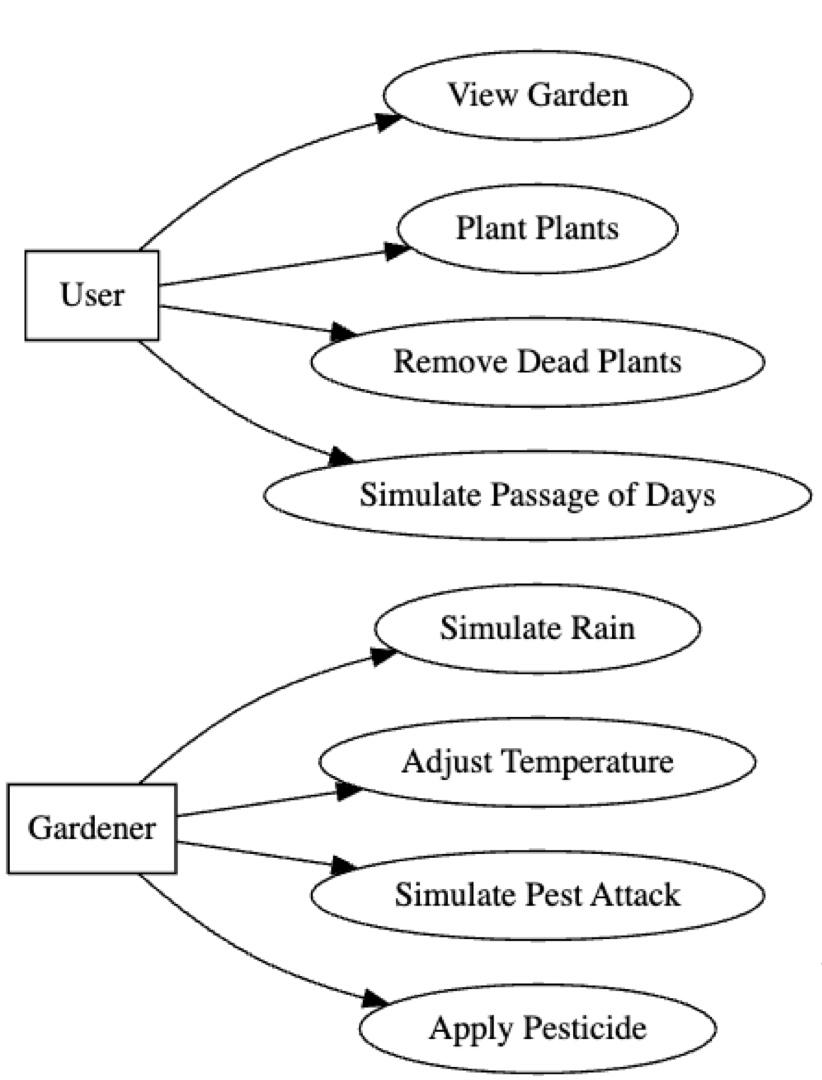 View Garden
Plant Plants
User
Remove Dead Plants
Simulate Passage of Days
Simulate Rain
Adjust Temperature
Gardener
Simulate Pest Attack
Apply Pesticide